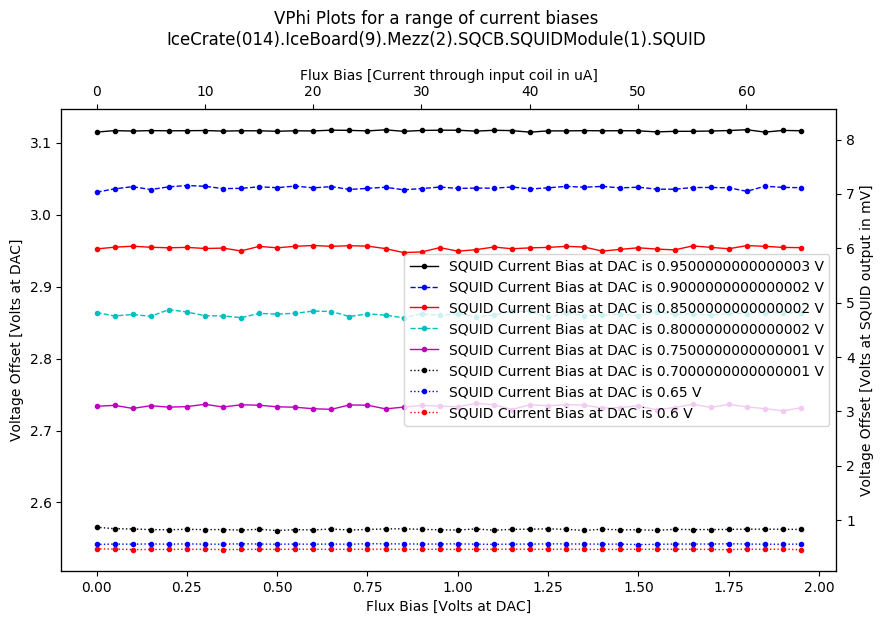 VPhi Plots for a range of current biases
IceCrate(014).IceBoard(9).Mezz(2).SQCB.SQUIDModule(1).SQUID
Flux Bias [Current through input coil in uA]
0 10 20 30 40 50 60
Voltage Offset [Volts at DAC]
3.1
3.0
2.9
2.8
2.7
2.6
SQUID Current Bias at DAC is 0.9500000000000003 V
SQUID Current Bias at DAC is 0.9000000000000002 V
SQUID Current Bias at DAC is 0.8500000000000002 V
SQUID Current Bias at DAC is 0.8000000000000002 V
SQUID Current Bias at DAC is 0.7500000000000001 V
SQUID Current Bias at DAC is 0.7000000000000001 V
SQUID Current Bias at DAC is 0.65 V
SQUID Current Bias at DAC is 0.6 V
8
7
6
5
4
3
2
1
Voltage Offset [Volts at SQUID output in mV]
0.00 0.25 0.50 0.75 1.00 1.25 1.50 1.75 2.00
Flux Bias [Volts at DAC]